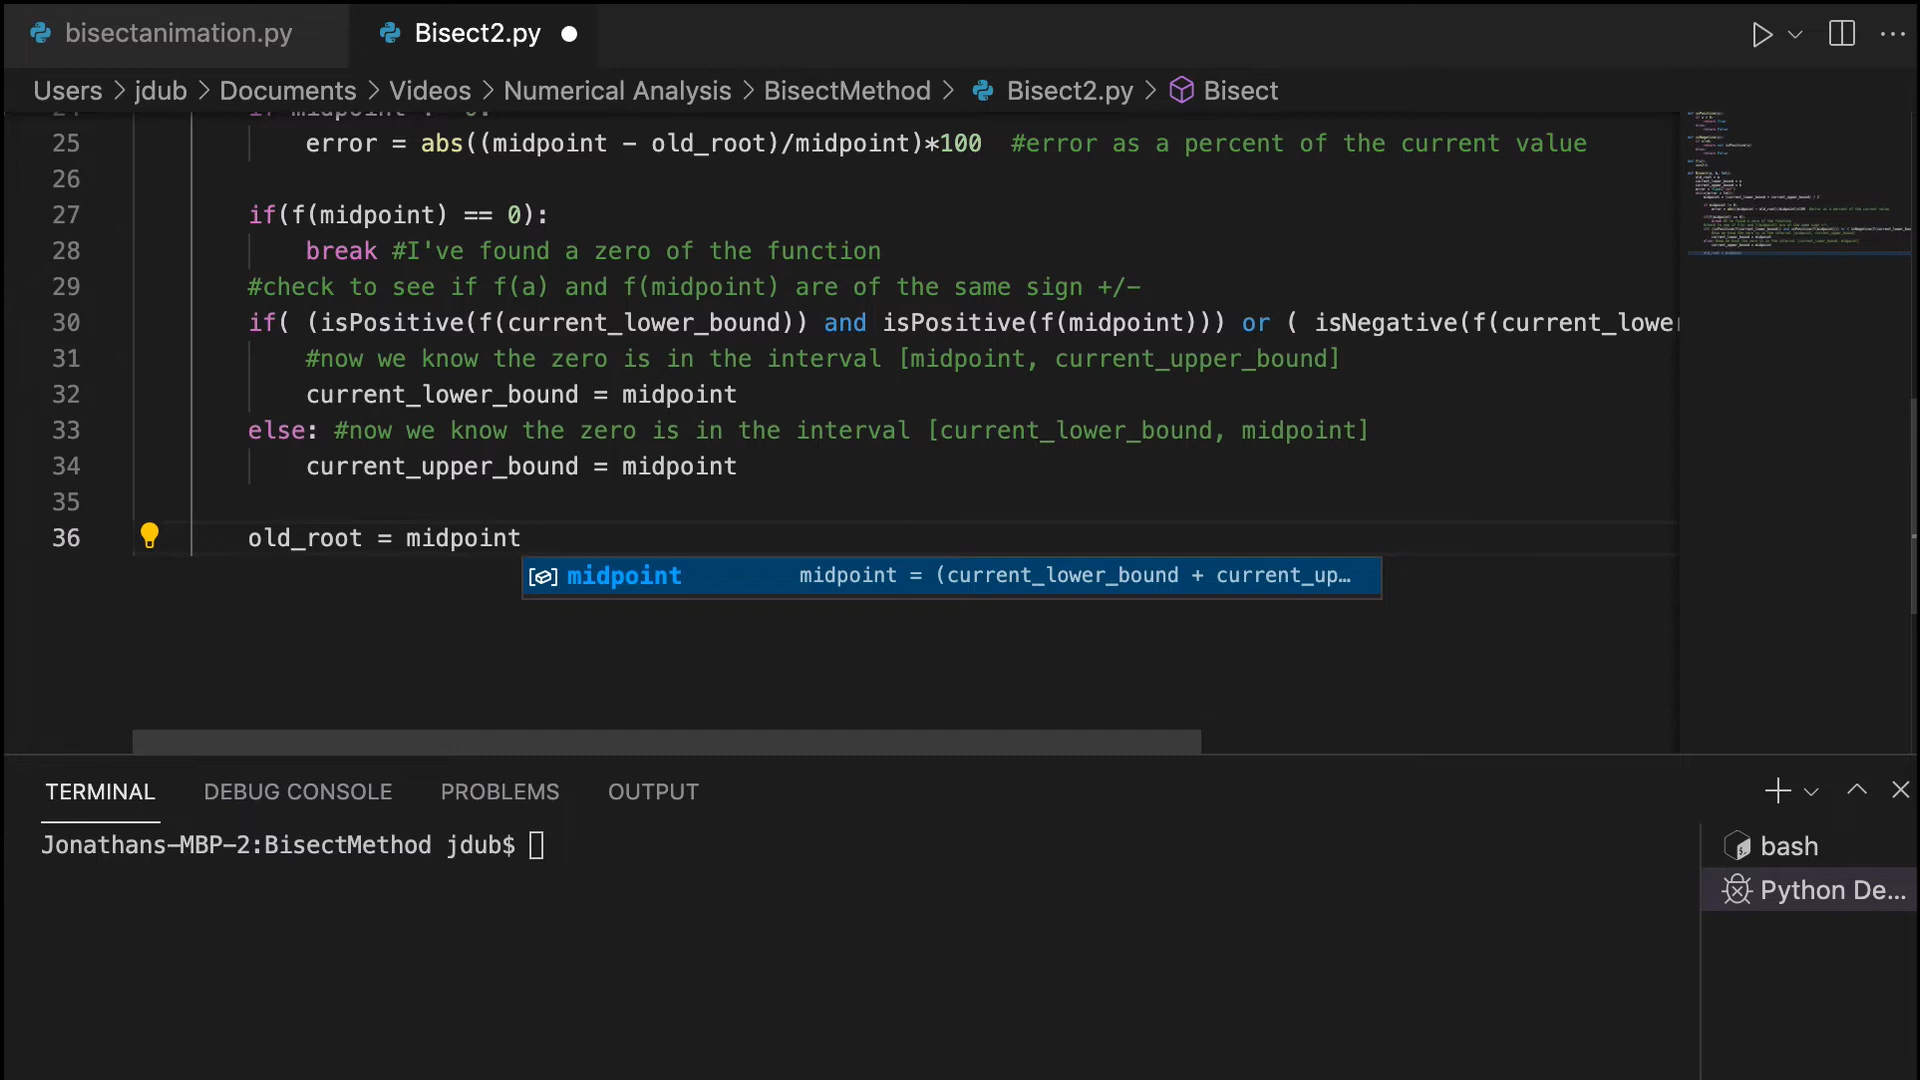 bisectanimation.py Bisect2.py
Users > jdub > Documents > Videos > Numerical Analysis > BisectMethod > Bisect2.py > Bisect
25 error = abs((midpoint - old_root)/midpoint)*100 #error as a percent of the current value
26
27 if(f(midpoint) == 0):
28 break #I've found a zero of the function
29 #check to see if f(a) and f(midpoint) are of the same sign +/-
30 if( (isPositive(f(current_lower_bound)) and isPositive(f(midpoint))) or ( isNegative(f(current_lower
31 #now we know the zero is in the interval [midpoint, current_upper_bound]
32 current_lower_bound = midpoint
33 else: #now we know the zero is in the interval [current_lower_bound, midpoint]
34 current_upper_bound = midpoint
35
36 old_root = midpoint
midpoint midpoint = (current_lower_bound + current_up…
TERMINAL DEBUG CONSOLE PROBLEMS OUTPUT
Jonathans-MBP-2:BisectMethod jdub$
bash
Python De...